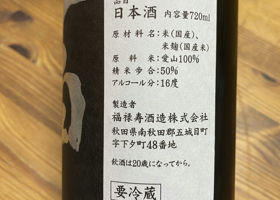 品目
日本酒 内容量720ml
原材料名：米(国産)、
米麹(国産米)
原料米：愛山100%
精米歩合：50%
アルコール分：16度
製造者
福禄寿酒造株式会社
秋田県南秋田郡五城目町
字下夕町48番地
飲酒は20歳になってから。
要冷蔵